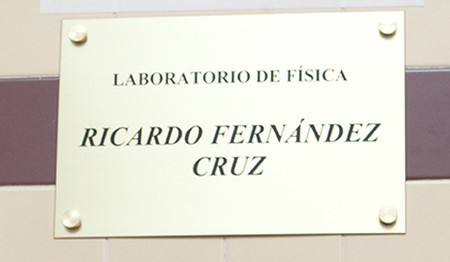 LABORATORIO DE FÍSICA
RICARDO FERNÁNDEZ
CRUZ